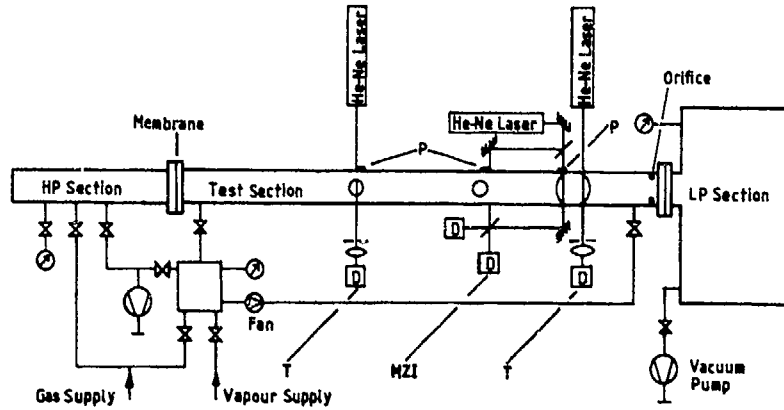 He-Ne Laser
He-Ne Laser
Orifice
Membrane
P
He-Ne Laser
P
HP Section
Test Section
LP Section
D
D
D
D
Fan
T
MZI
T
Vacuum
Pump
Gas Supply
Vapour Supply